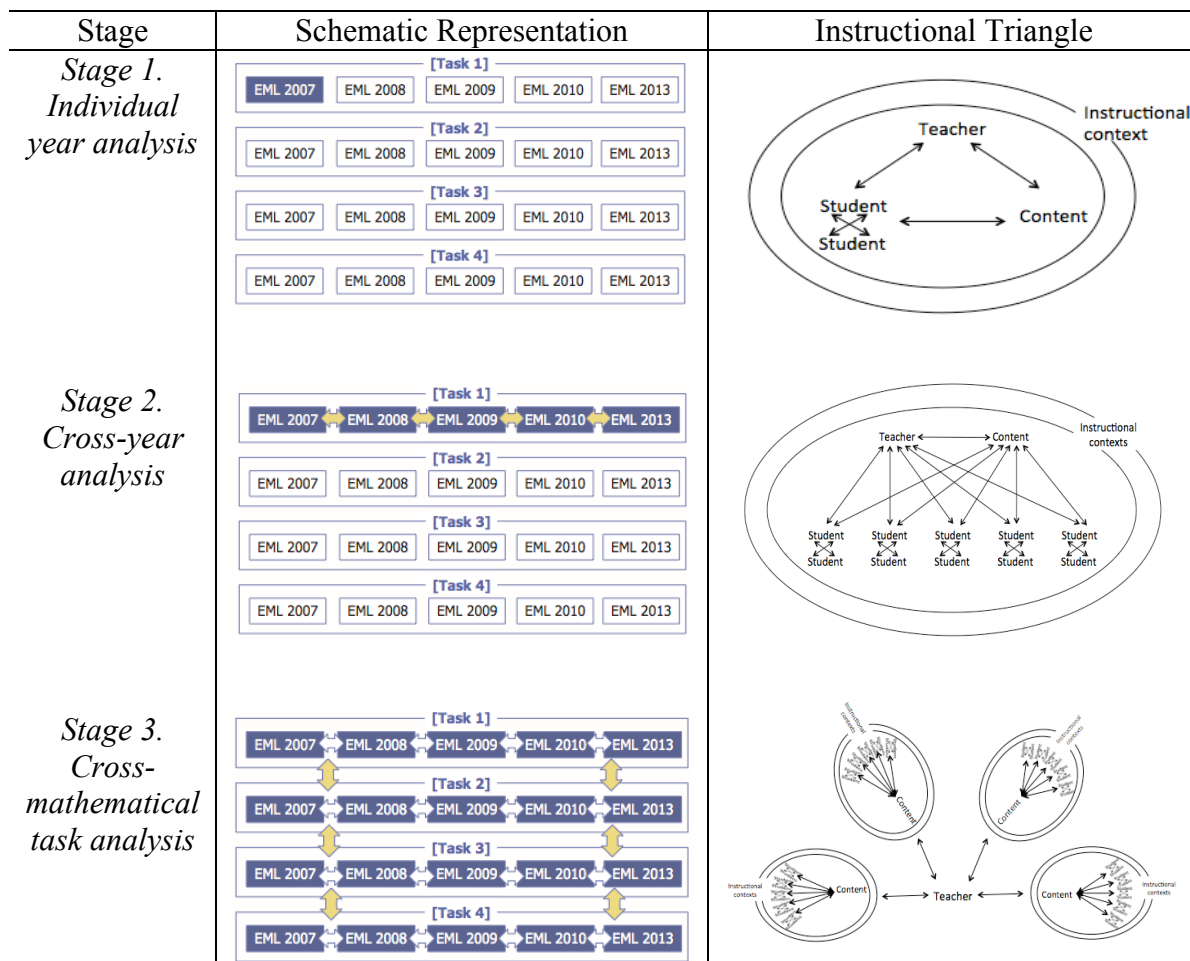 Stage Schematic Representation Instructional Triangle
Stage 1.
Individual
year analysis
[Task 1]
EML 2007 EML 2008 EML 2009 EML 2010 EML 2013
[Task 2]
EML 2007 EML 2008 EML 2009 EML 2010 EML 2013
[Task 3]
EML 2007 EML 2008 EML 2009 EML 2010 EML 2013
[Task 4]
EML 2007 EML 2008 EML 2009 EML 2010 EML 2013
Instructional
context
Teacher
Student
Content
Student
Stage 2.
Cross-year
analysis
[Task 1]
EML 2007 EML 2008 EML 2009 EML 2010 EML 2013
[Task 2]
EML 2007 EML 2008 EML 2009 EML 2010 EML 2013
[Task 3]
EML 2007 EML 2008 EML 2009 EML 2010 EML 2013
[Task 4]
EML 2007 EML 2008 EML 2009 EML 2010 EML 2013
Instructional
contexts
Teacher Content
Student Student Student Student Student
Student Student Student Student Student
Stage 3.
Cross-
mathematical
task analysis
[Task 1]
EML 2007 EML 2008 EML 2009 EML 2010 EML 2013
[Task 2]
EML 2007 EML 2008 EML 2009 EML 2010 EML 2013
[Task 3]
EML 2007 EML 2008 EML 2009 EML 2010 EML 2013
[Task 4]
EML 2007 EML 2008 EML 2009 EML 2010 EML 2013
Instructional
contexts
Content
Instructional
contexts
Content
Instructional
contexts
Content
Teacher
Content
Instructional
contexts